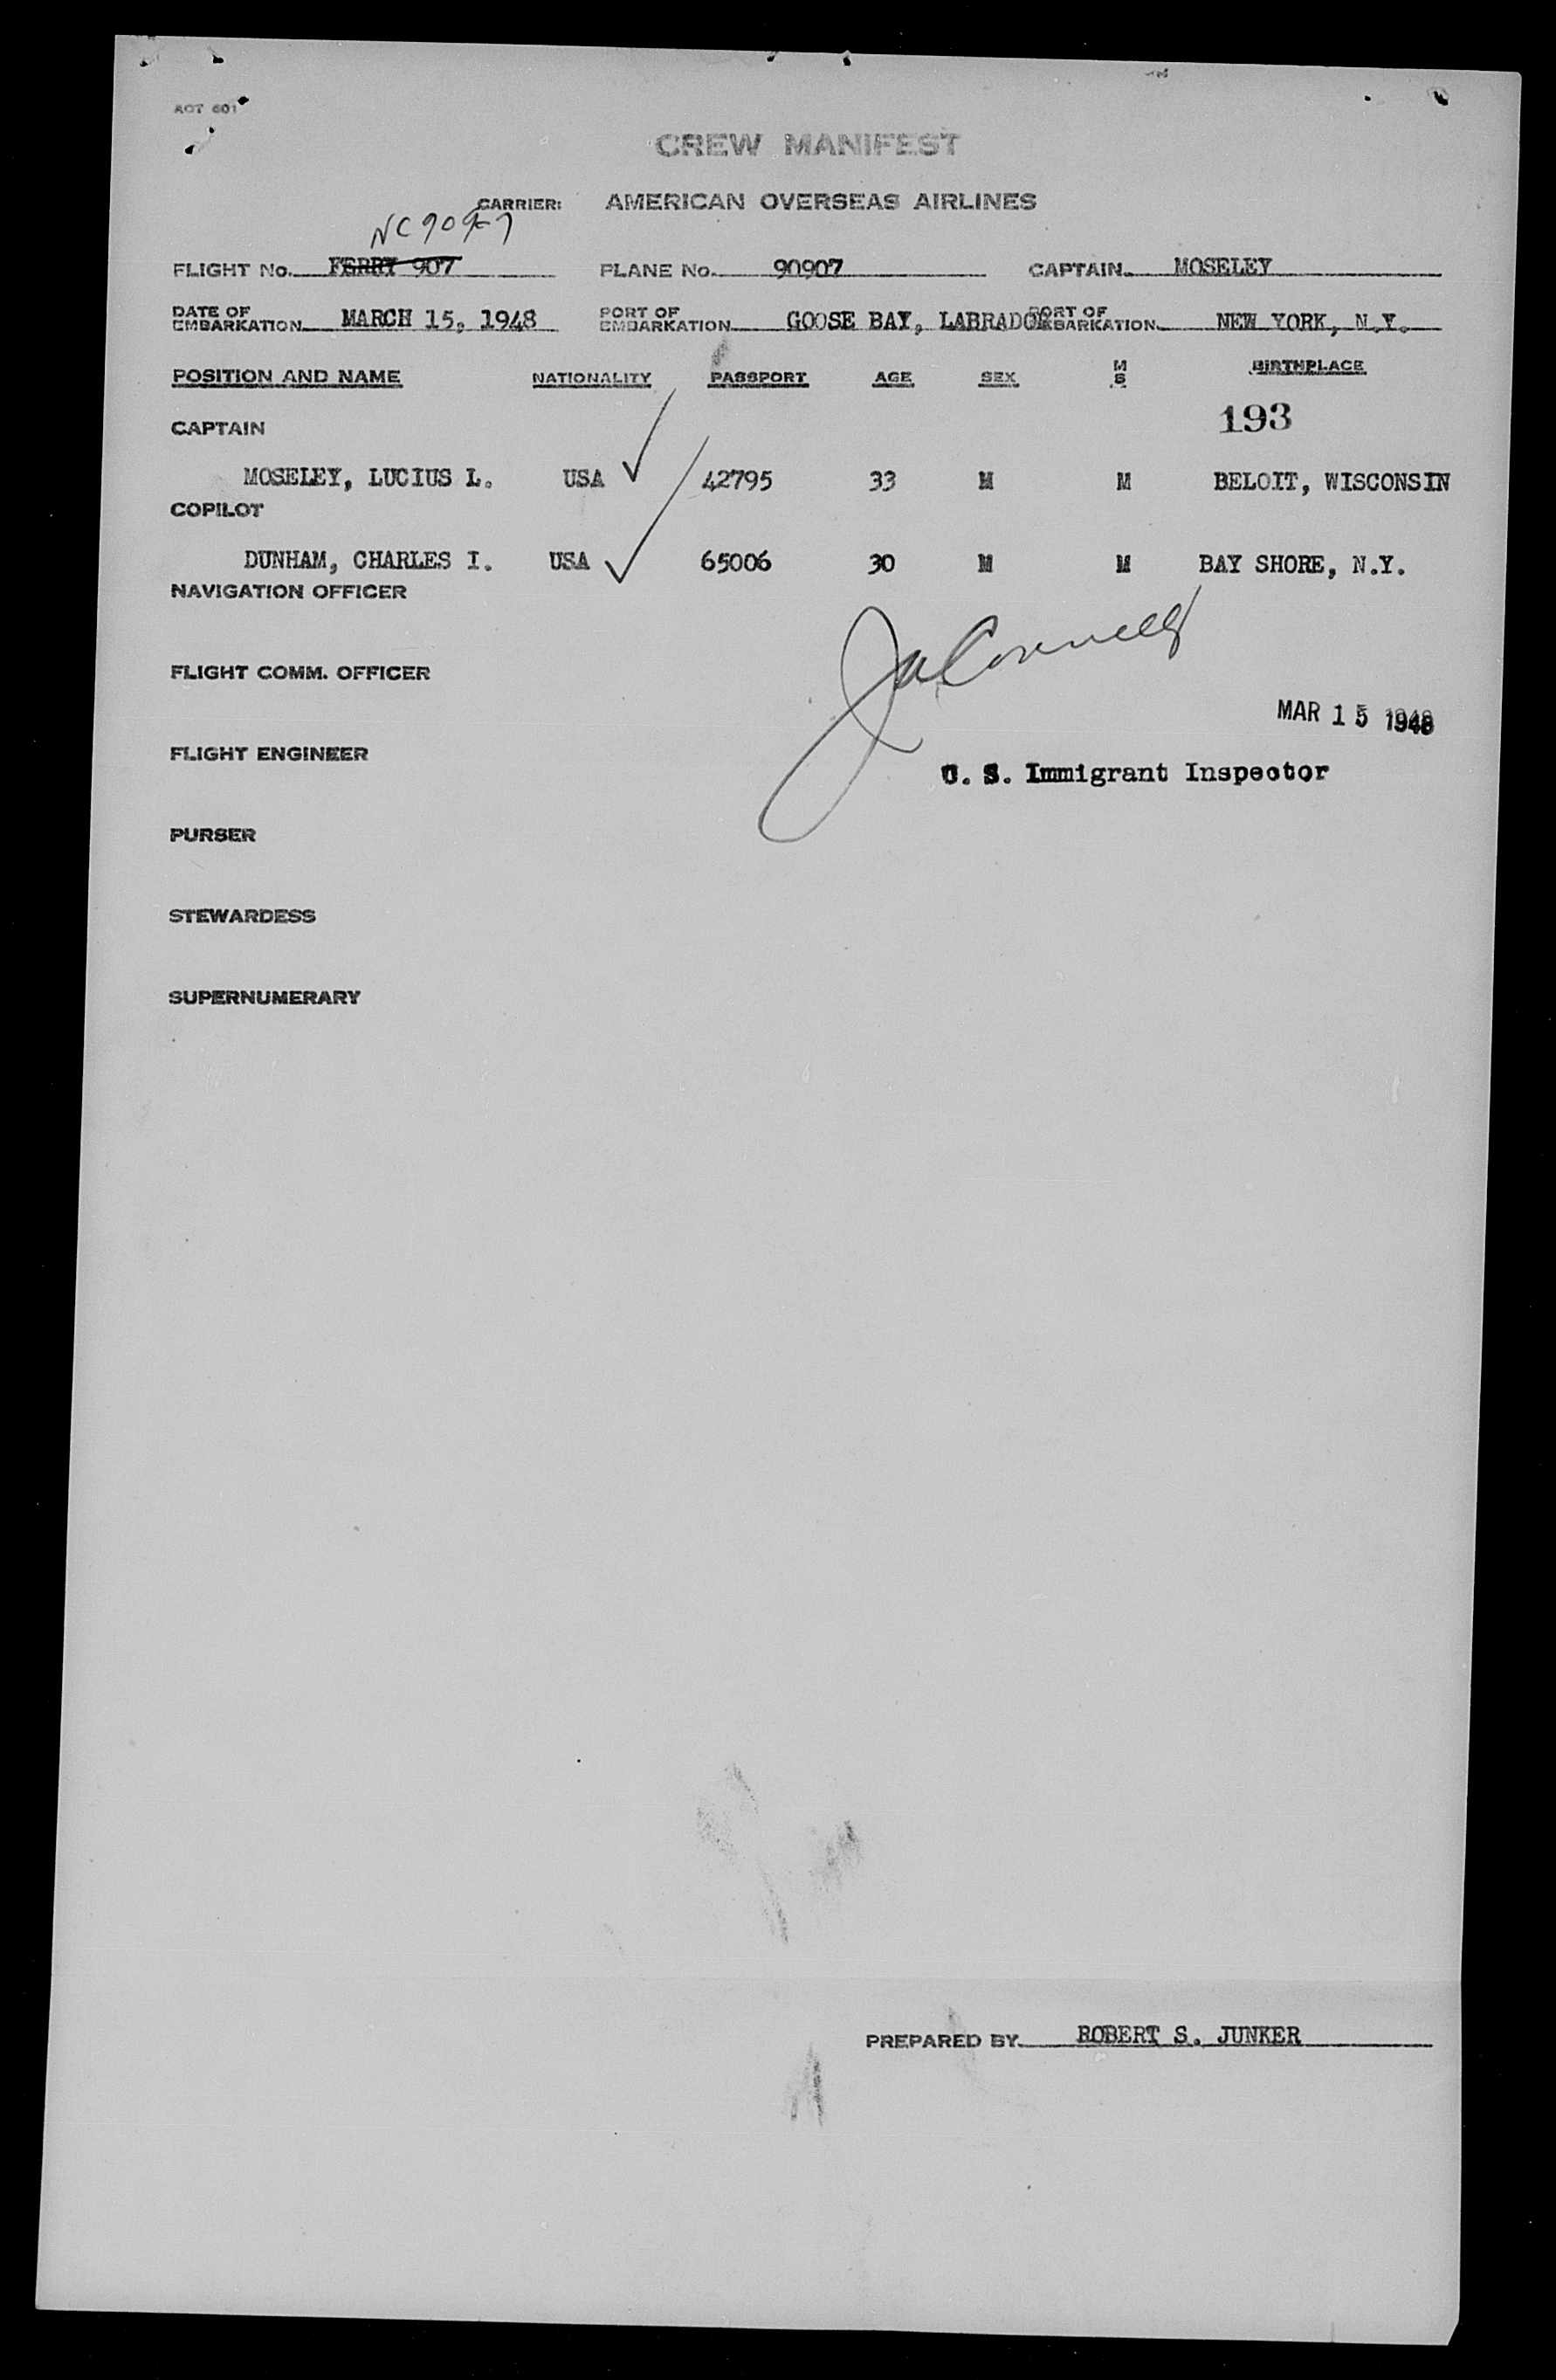 AOT 601
CREW MANIFEST
CARRIER: AMERICAN OVERSEAS AIRLINES
NC90907
FLIGHT No. FERRY 907 PLANE No. 90907 CAPTAIN MOSELEY
DATE OF EMBARKATION MARCH 15, 1948 PORT OF EMBARKATION GOOSE BAY, LABRADOR PORT OF EMBARKATION NEW YORK, N.Y.
POSITION AND NAME NATIONALITY PASSPORT AGE SEX M S BIRTHPLACE
193
CAPTAIN
MOSELEY, LUCIUS L. USA 42795 33 M M BELOIT, WISCONSIN
COPILOT
DUNHAM, CHARLES I. USA 65006 30 M M BAY SHORE, N.Y.
NAVIGATION OFFICER
FLIGHT COMM. OFFICER
MAR 15 1948
FLIGHT ENGINEER
U. S. Immigrant Inspector
PURSER
STEWARDESS
SUPERNUMERARY
PREPARED BY ROBERT S. JUNKER